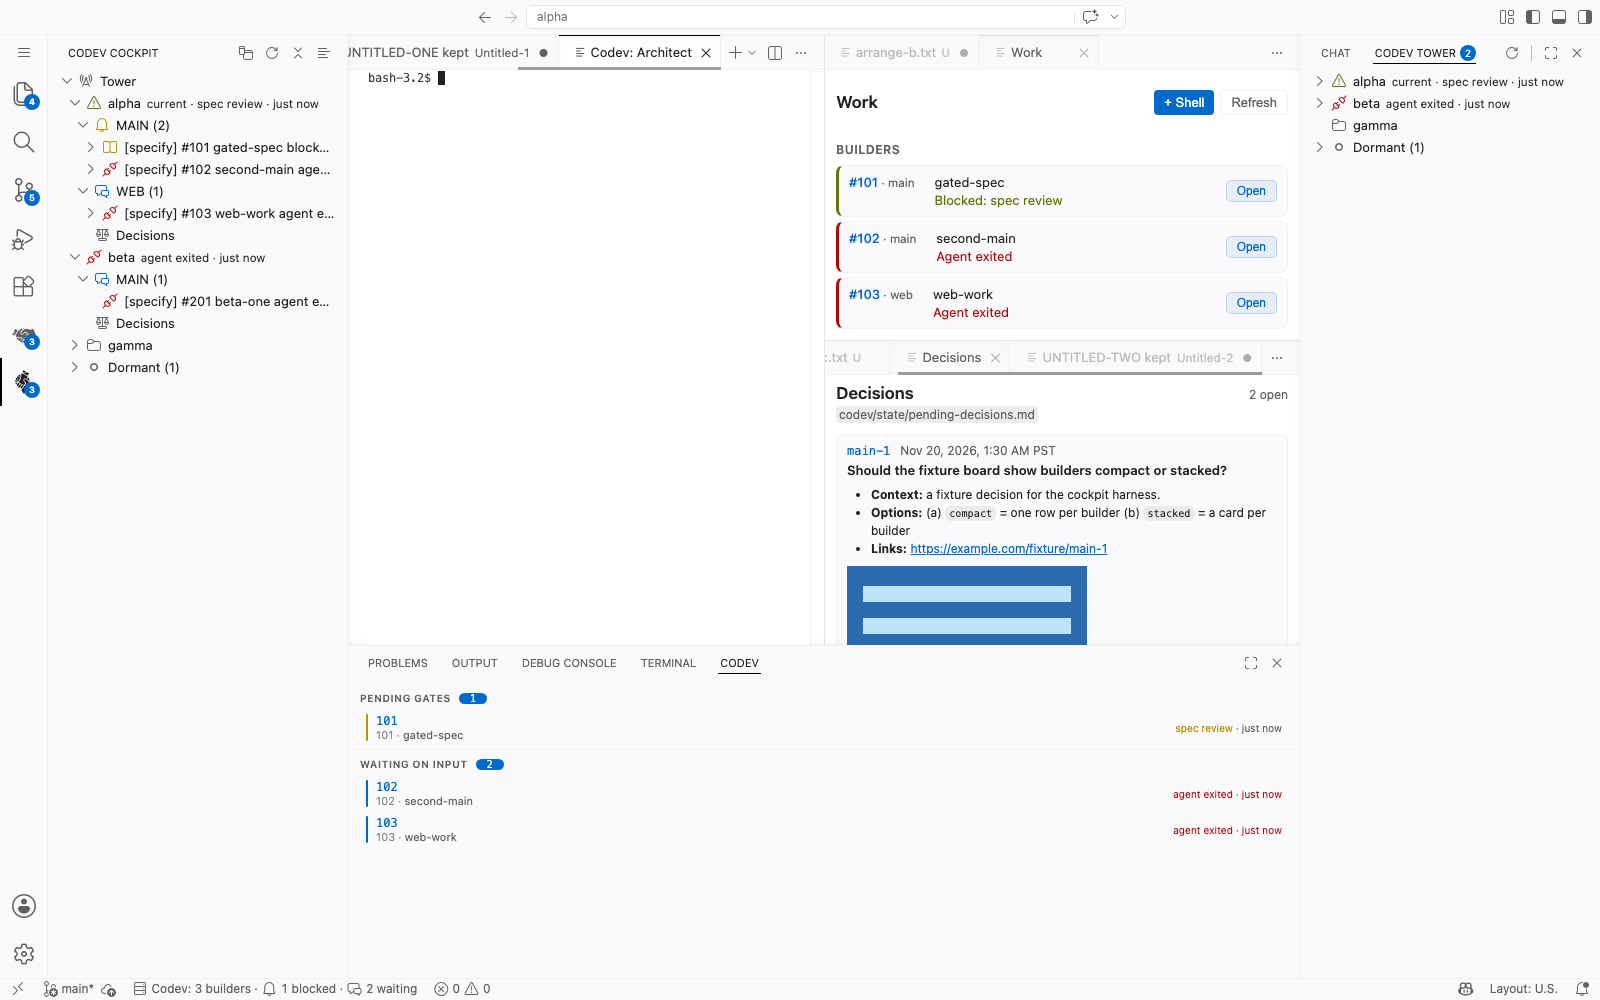 alpha
CODEV COCKPIT
Tower
alpha current · spec review · just now
MAIN (2)
[specify] #101 gated-spec block...
[specify] #102 second-main age...
WEB (1)
[specify] #103 web-work agent e...
Decisions
beta agent exited · just now
MAIN (1)
[specify] #201 beta-one agent e...
Decisions
gamma
Dormant (1)
4
5
3
3
UNTITLED-ONE kept Untitled-1
Codev: Architect
bash-3.2$
arrange-b.txt U
Work
Work
+ Shell
Refresh
BUILDERS
#101 · main
gated-spec
Blocked: spec review
Open
#102 · main
second-main
Agent exited
Open
#103 · web
web-work
Agent exited
Open
c.txt U
Decisions
UNTITLED-TWO kept Untitled-2
Decisions
2 open
codev/state/pending-decisions.md
main-1 Nov 20, 2026, 1:30 AM PST
Should the fixture board show builders compact or stacked?
• Context: a fixture decision for the cockpit harness.
• Options: (a) compact = one row per builder (b) stacked = a card per
builder
• Links: https://example.com/fixture/main-1
PROBLEMS
OUTPUT
DEBUG CONSOLE
TERMINAL
CODEV
PENDING GATES 1
101
101 · gated-spec
spec review · just now
WAITING ON INPUT 2
102
102 · second-main
agent exited · just now
103
103 · web-work
agent exited · just now
CHAT
CODEV TOWER 2
alpha current · spec review · just now
beta agent exited · just now
gamma
Dormant (1)
main*
Codev: 3 builders · 1 blocked · 2 waiting
0 0
Layout: U.S.